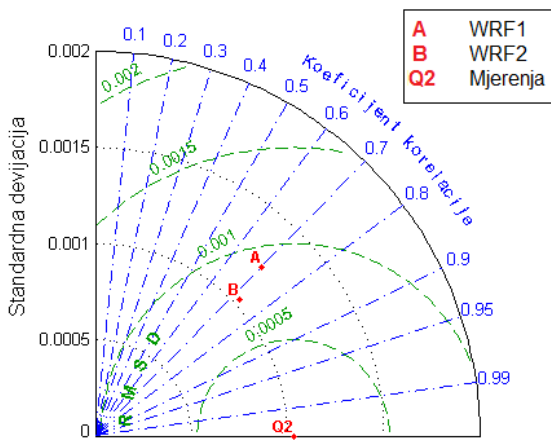 A WRF1
B WRF2
Q2 Mjerenja
Standardna devijacija
0.002
0.0015
0.001
0.0005
0
0.1
0.2
0.3
0.4
0.5
0.6
0.7
0.8
0.9
0.95
0.99
Koeficijent korelacije
0.002
0.0015
0.001
0.0005
RMSD
A
B
Q2